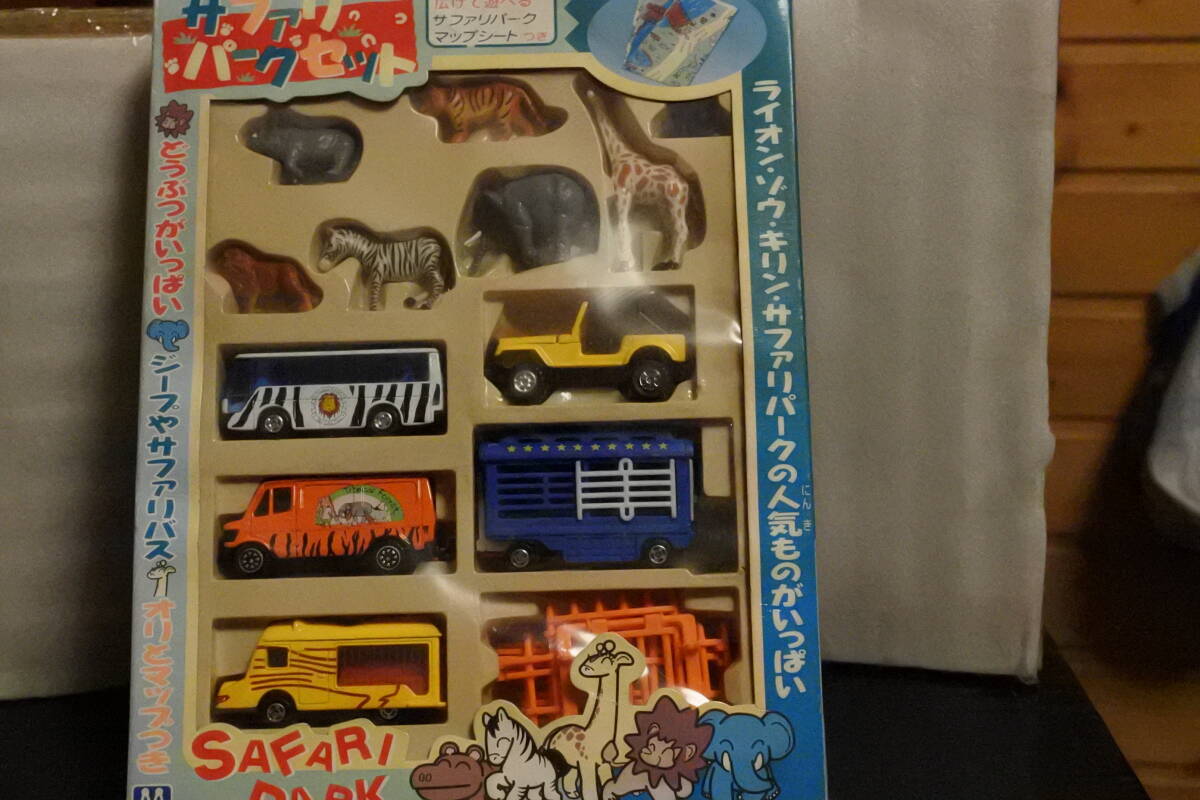 サファリ
パークセット
広げて遊べる
サファリパーク
マップシートつき
どうぶつがいっぱい
ジープやサファリバス
オリとマップつき
ライオン・ゾウ・キリン・サファリパークの人気ものがいっぱい
にんき
SAFARI
PARK